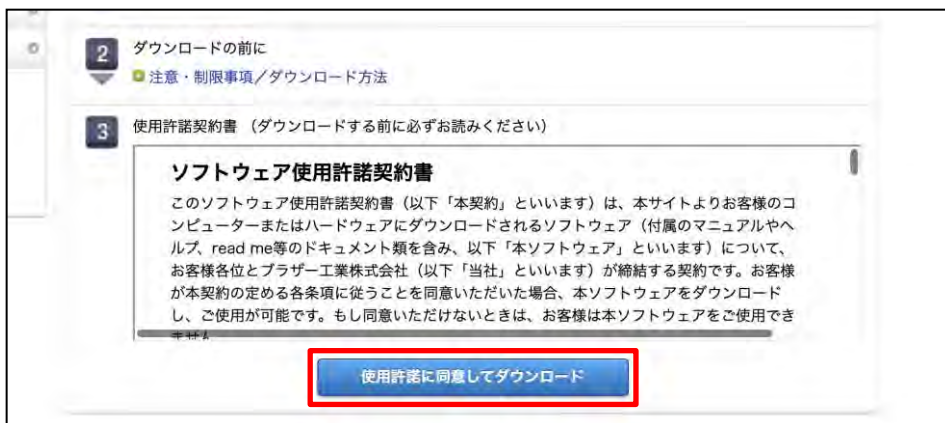 2 ダウンロードの前に
注意・制限事項／ダウンロード方法
3 使用許諾契約書 （ダウンロードする前に必ずお読みください）
ソフトウェア使用許諾契約書
このソフトウェア使用許諾契約書（以下「本契約」といいます）は、本サイトよりお客様のコ
ンピューターまたはハードウェアにダウンロードされるソフトウェア（付属のマニュアルやヘ
ルプ、read me等のドキュメント類を含み、以下「本ソフトウェア」といいます）について、
お客様各位とブラザー工業株式会社（以下「当社」といいます）が締結する契約です。お客様
が本契約の定める各条項に従うことを同意いただいた場合、本ソフトウェアをダウンロード
し、ご使用が可能です。もし同意いただけないときは、お客様は本ソフトウェアをご使用でき
使用許諾に同意してダウンロード